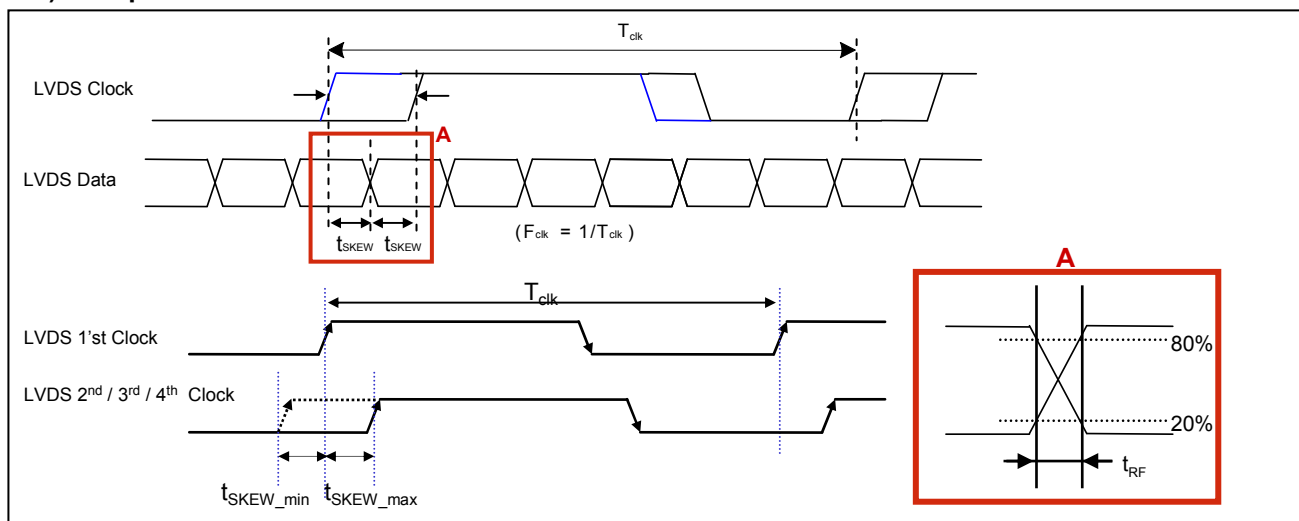 Tclk
LVDS Clock
A
LVDS Data
tSKEW tSKEW
(Fclk = 1/Tclk)
A
Tclk
LVDS 1'st Clock
80%
LVDS 2nd / 3rd / 4th Clock
20%
tRF
tSKEW_min tSKEW_max